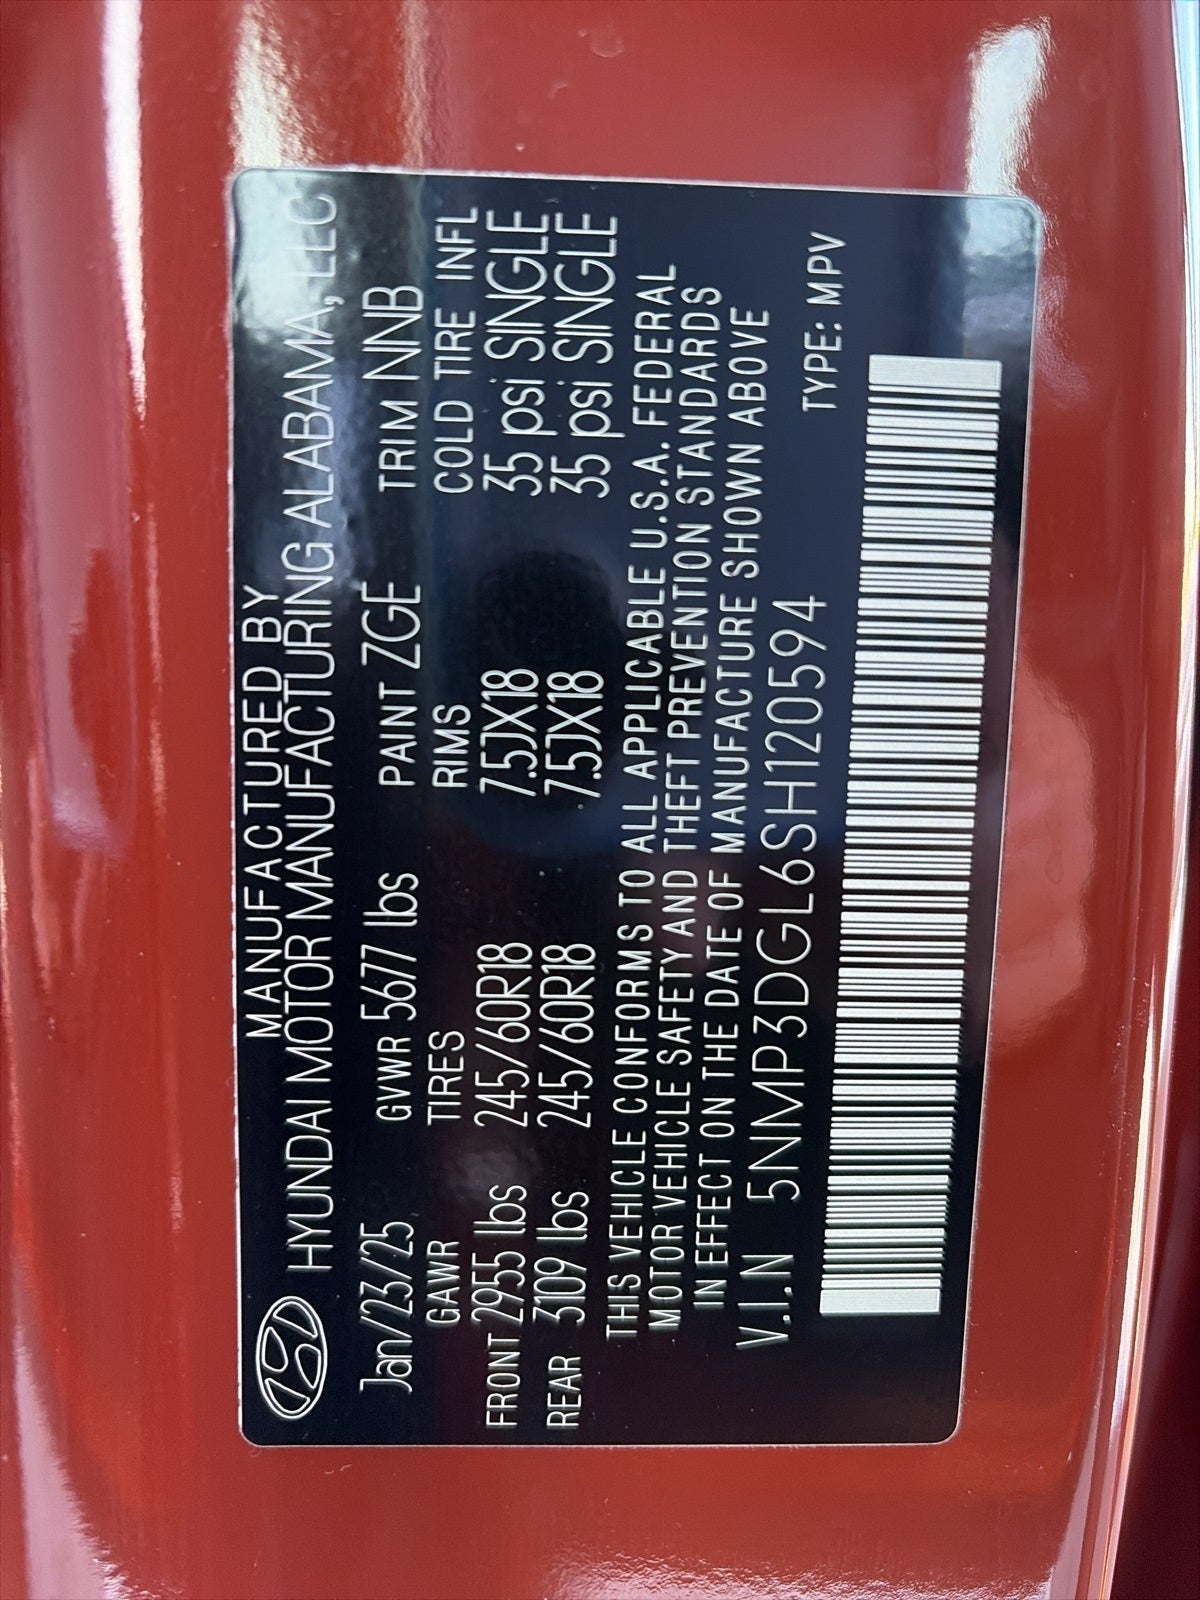 MANUFACTURED BY
HYUNDAI MOTOR MANUFACTURING ALABAMA, LLC
Jan/23/25 GVWR 5677 lbs PAINT ZGE TRIM NNB
GAWR TIRES RIMS COLD TIRE INFL
FRONT 2955 lbs 245/60R18 7.5JX18 35 psi SINGLE
REAR 3109 lbs 245/60R18 7.5JX18 35 psi SINGLE
THIS VEHICLE CONFORMS TO ALL APPLICABLE U.S.A. FEDERAL
MOTOR VEHICLE SAFETY AND THEFT PREVENTION STANDARDS
IN EFFECT ON THE DATE OF MANUFACTURE SHOWN ABOVE
V.I.N 5NMP3DGL6SH120594 TYPE: MPV